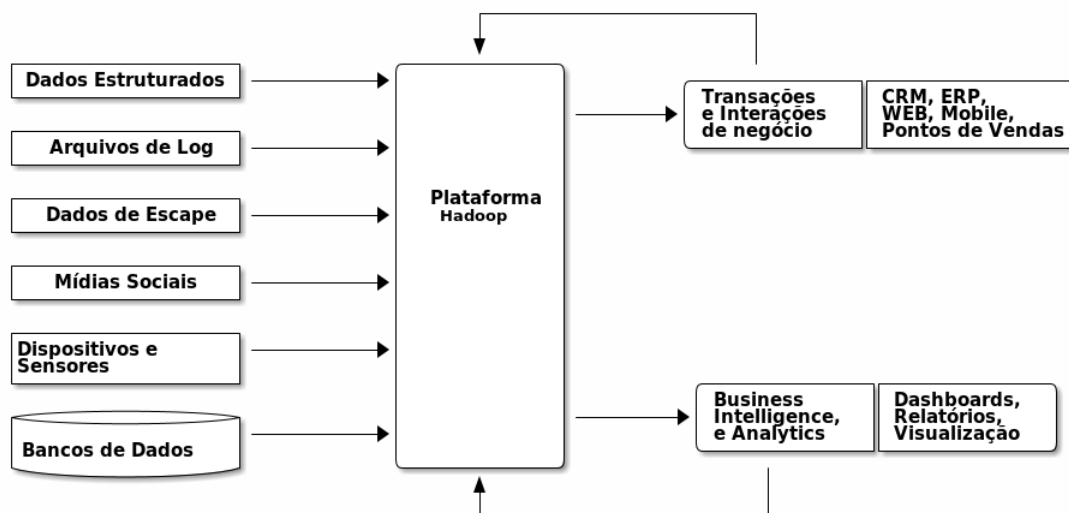 Dados Estruturados
Arquivos de Log
Dados de Escape
Mídias Sociais
Dispositivos e
Sensores
Bancos de Dados
Plataforma
Hadoop
Transações
e Interações
de negócio
CRM, ERP,
WEB, Mobile,
Pontos de Vendas
Business
Intelligence,
e Analytics
Dashboards,
Relatórios,
Visualização